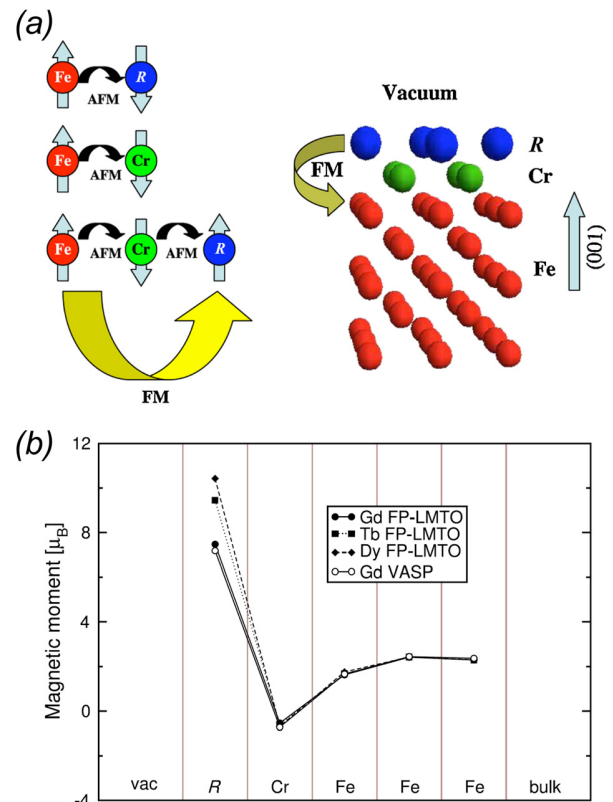 (a)
Fe
R
AFM
Vacuum
R
Fe
Cr
FM
Cr
AFM
(001)
Fe
Cr
R
Fe
AFM
AFM
FM
(b)
12
8
4
0
-4
Magnetic moment [μB]
Gd FP-LMTO
Tb FP-LMTO
Dy FP-LMTO
Gd VASP
vac R Cr Fe Fe Fe bulk